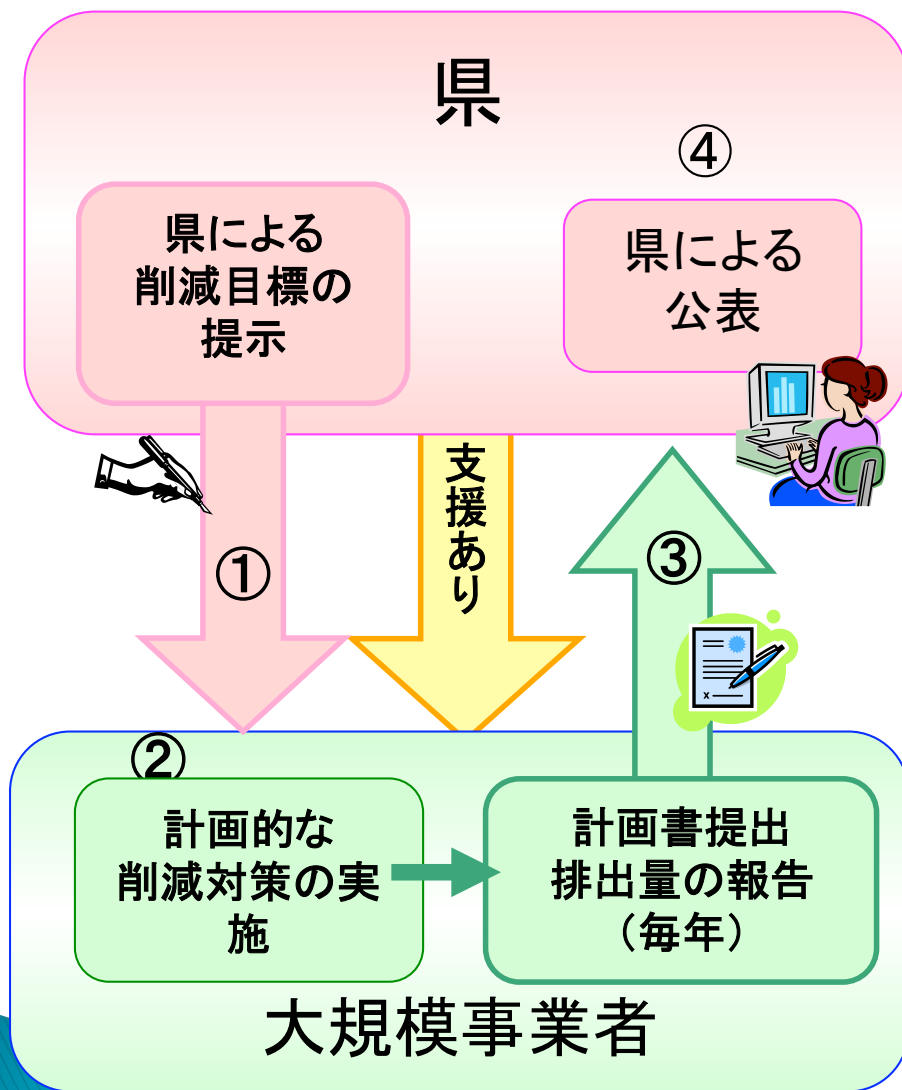 県
④
県による
削減目標の
提示
県による
公表
支援あり
①
③
②
計画的な
削減対策の実
施
計画書提出
排出量の報告
（毎年）
大規模事業者